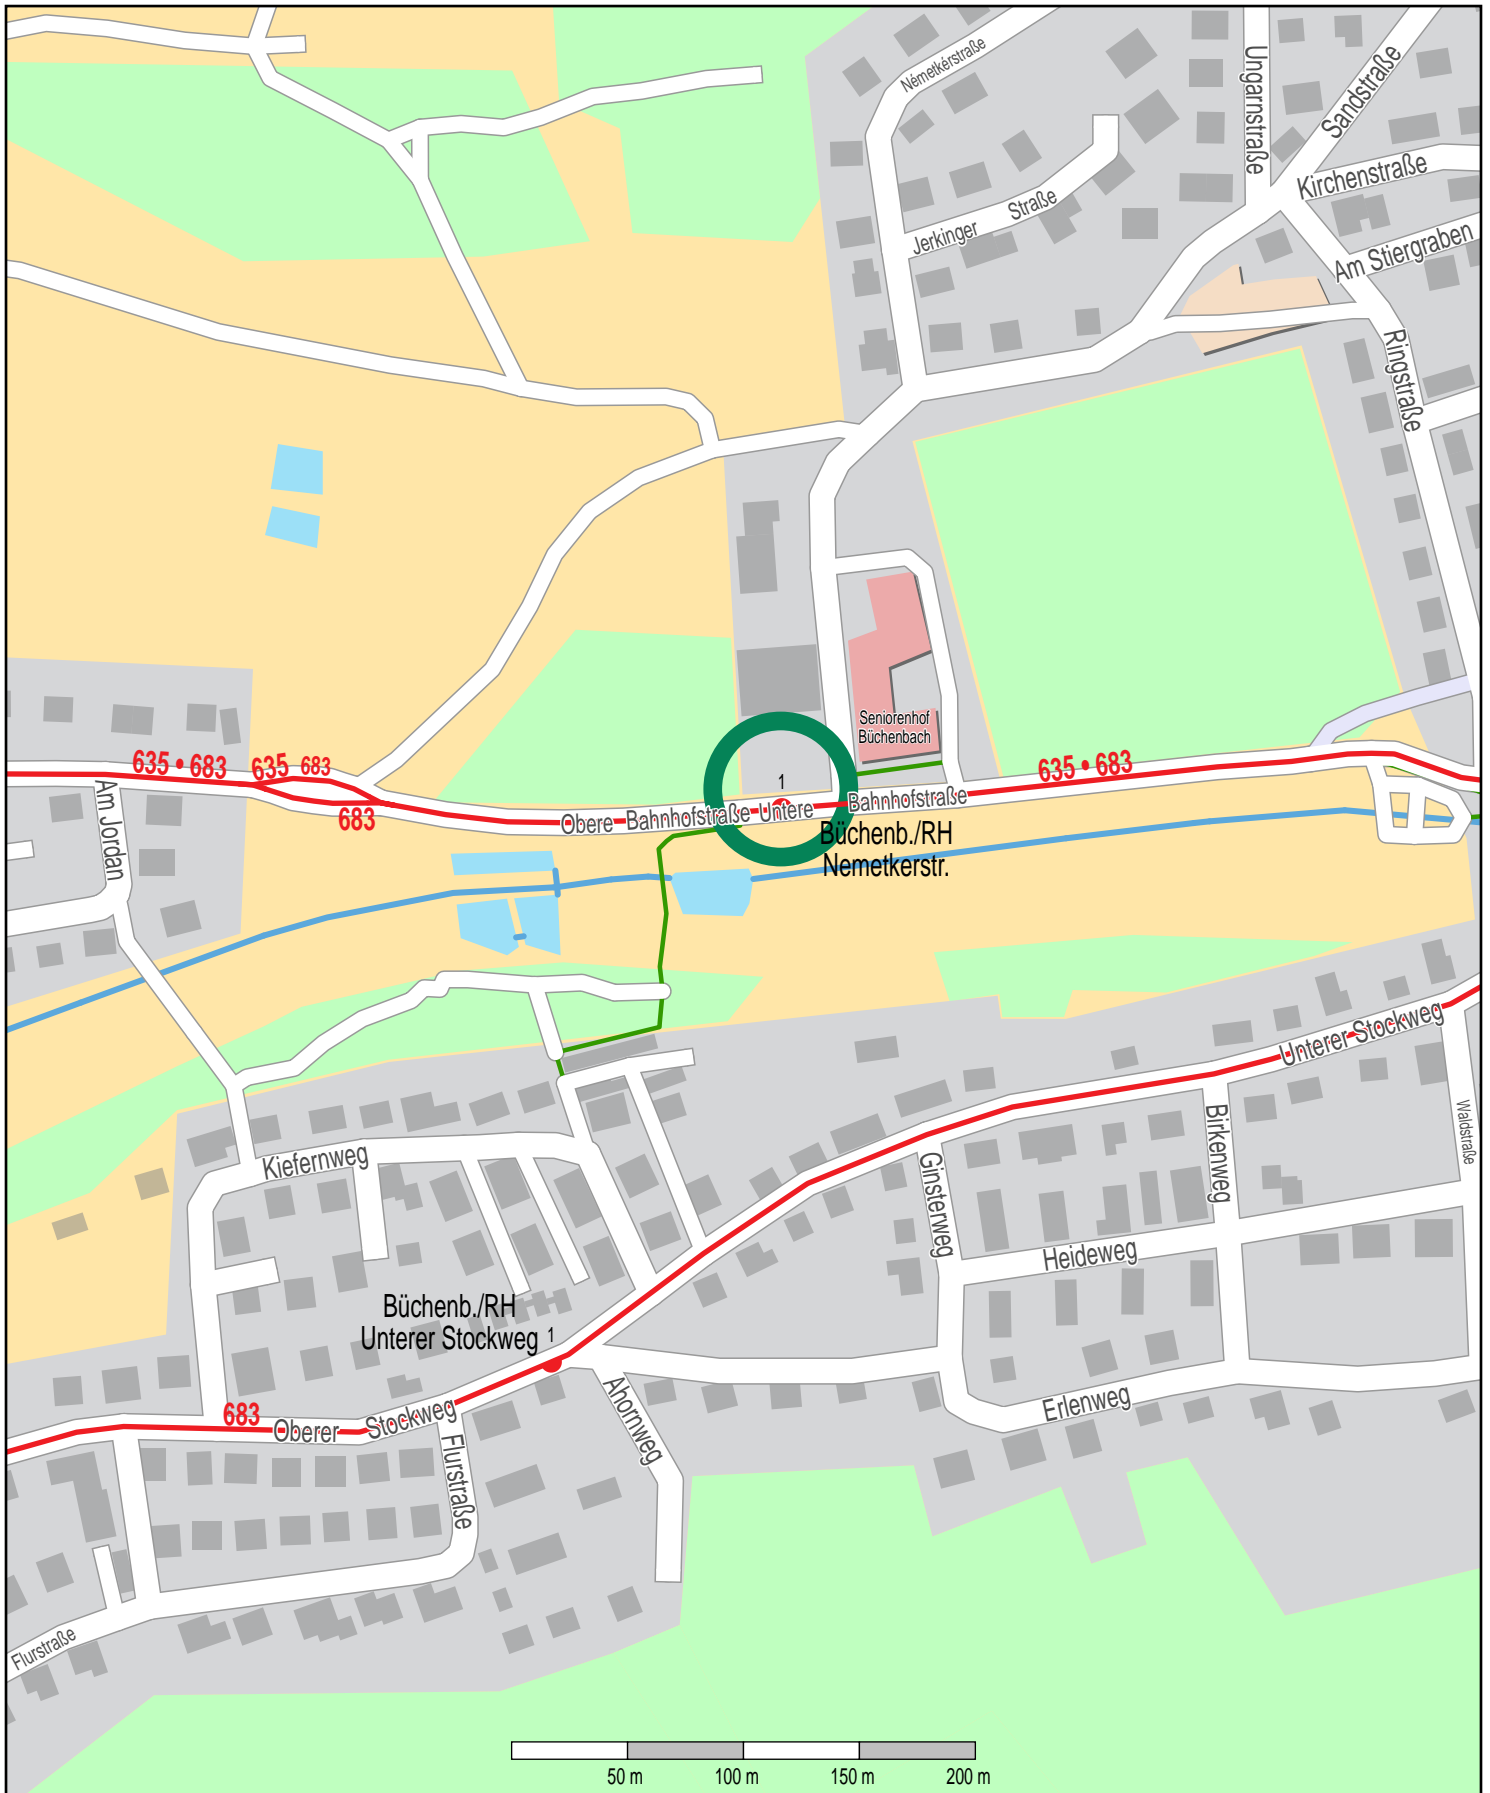 Németkérstraße
Ungarnstraße
Sandstraße
Kirchenstraße
Jerkinger Straße
Am Stiergraben
Ringstraße
Seniorenhof
Büchenbach
635 • 683
635
683
683
635 • 683
1
Obere Bahnhofstraße
Untere Bahnhofstraße
Büchenb./RH
Nemetkerstr.
Am Jordan
Unterer Stockweg
Waldstraße
Birkenweg
Ginsterweg
Kiefernweg
Heideweg
Büchenb./RH
Unterer Stockweg 1
Ahornweg
Erlenweg
683
Oberer Stockweg
Flurstraße
Flurstraße
50 m
100 m
150 m
200 m